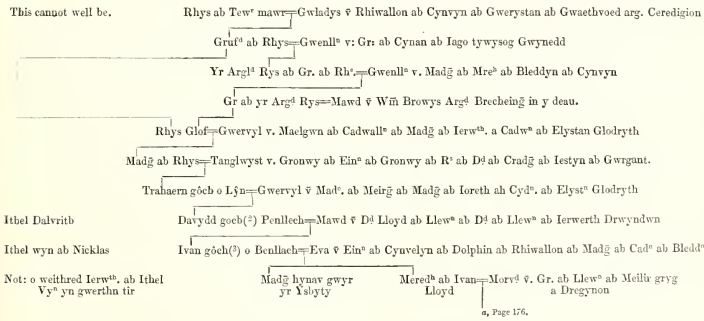 This cannot well be.
Rhys ab Tewʳ mawr=Gwladys v̄ Rhiwallon ab Cynvyn ab Gwerystan ab Gwaethvoed arg. Ceredigion
Grufᵈ ab Rhys=Gwenllⁿ v: Gr: ab Cynan ab Iago tywysog Gwynedd
Yr Arglᵈ Rys ab Gr. ab Rhˢ.=Gwenllⁿ v. Madḡ ab Mreʰ ab Bleddyn ab Cynvyn
Gr ab yr Argᵈ Rys=Mawd v̄ Wm̃ Browys Argᵈ Brecheinḡ in y deau.
Rhys Glof=Gwervyl v. Maelgwn ab Cadwallⁿ ab Madḡ ab Ierwᵗʰ. a Cadwⁿ ab Elystan Glodryth
Madḡ ab Rhys=Tanglwyst v. Gronwy ab Einⁿ ab Gronwy ab Rˢ ab Dᵈ ab Cradḡ ab Iestyn ab Gwrgant.
Trahaern gôch o Lŷn=Gwervyl v̄ Madᶜ. ab Meirḡ ab Madḡ ab Ioreth ah Cydⁿ. ab Elystⁿ Glodryth
Ithel Dalvritb
Davydd goch(²) Penllech=Mawd v̄ Dᵈ Lloyd ab Llewⁿ ab Dᵈ ab Llewⁿ ab Ierwerth Drwyndwn
Ithel wyn ab Nicklas
Ivan gôch(³) o Benllach=Eva v̄ Einⁿ ab Cynvelyn ab Dolphin ab Rhiwallon ab Madḡ ab Cadⁿ ab Bleddⁿ
Not: o weithred Ierwᵗʰ. ab Ithel
Vyⁿ yn gwerthn tir
Madḡ hynav gwyr
yr Ysbyty
Meredʰ ab Ivan=Morvᵈ v̄. Gr. ab Llewⁿ ab Meilir gryg
Lloyd
a Dregynon
a, Page 176.